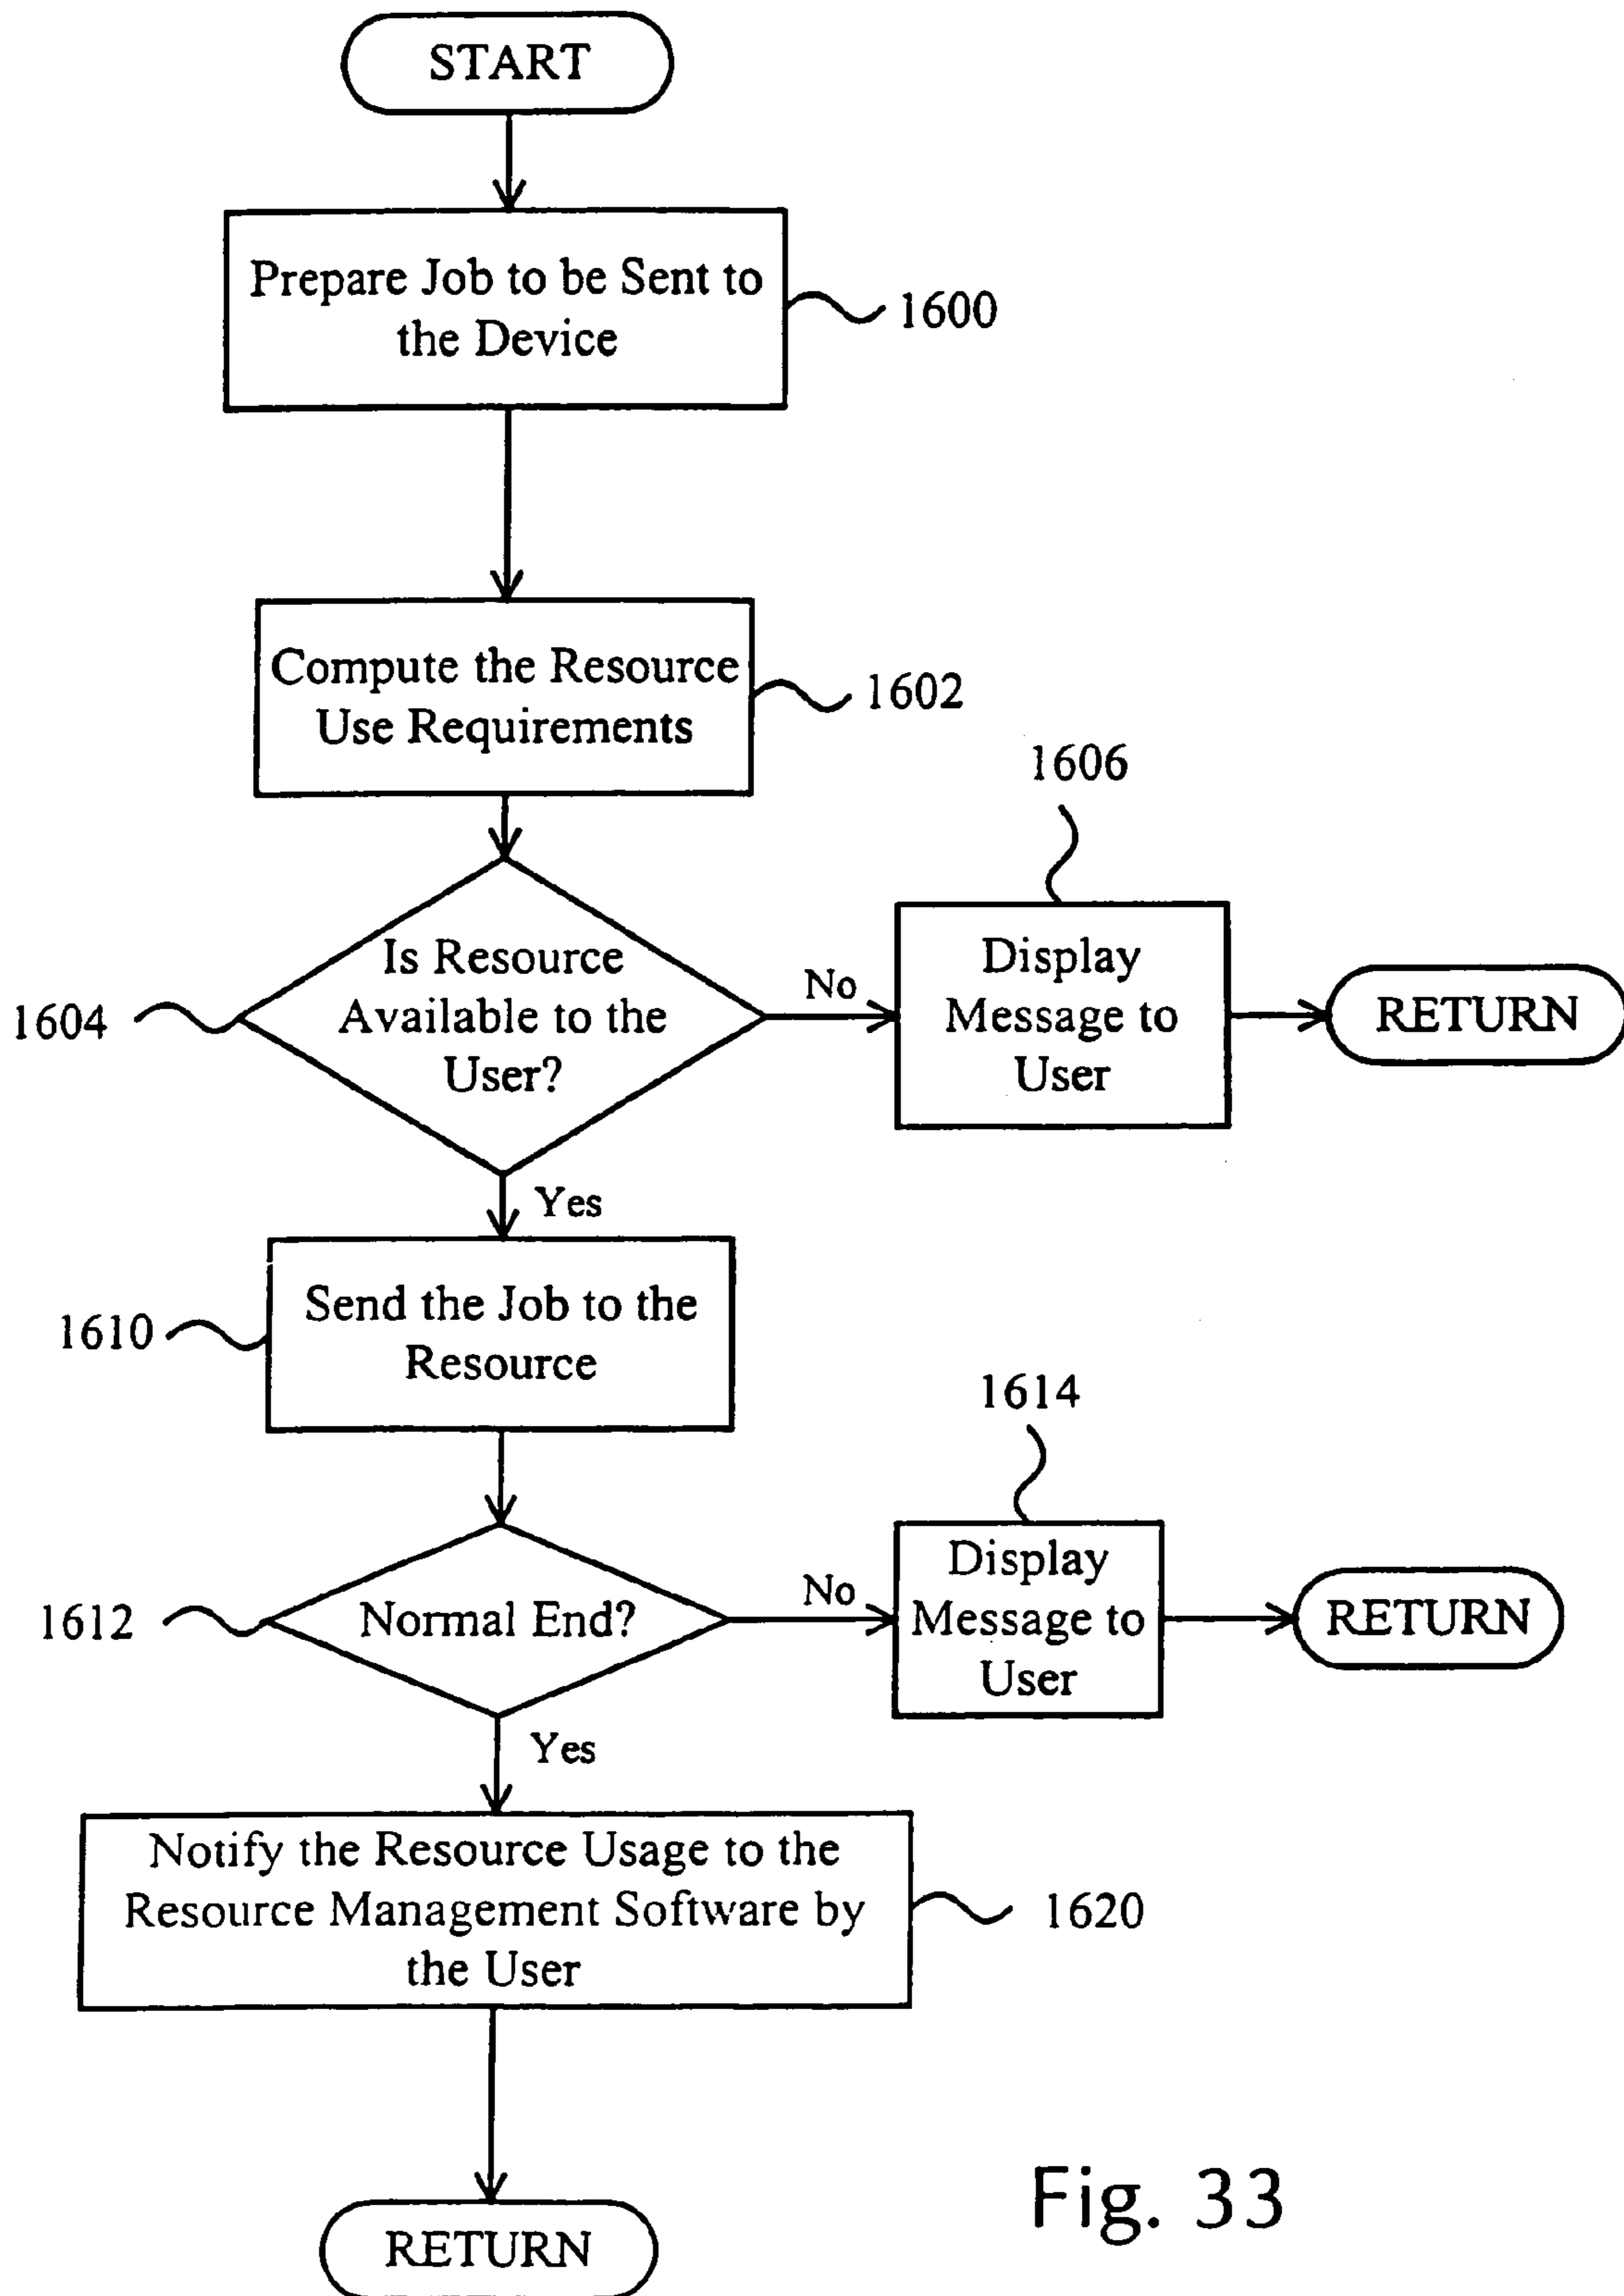 START
Prepare Job to be Sent to
the Device
1600
Compute the Resource
Use Requirements
1602
1606
Is Resource
Available to the
User?
1604
No
Display
Message to
User
RETURN
Yes
Send the Job to the
Resource
1610
1614
Normal End?
1612
No
Display
Message to
User
RETURN
Yes
Notify the Resource Usage to the
Resource Management Software by
the User
1620
RETURN
Fig. 33